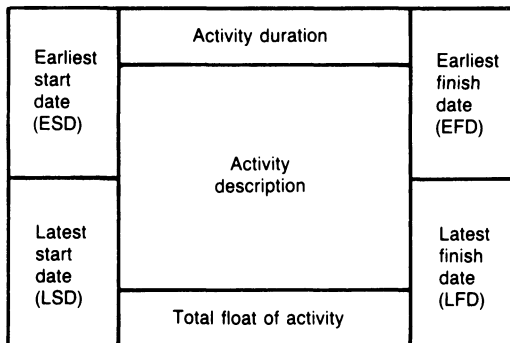 Earliest
start
date
(ESD)
Activity duration
Earliest
finish
date
(EFD)
Activity
description
Latest
start
date
(LSD)
Total float of activity
Latest
finish
date
(LFD)